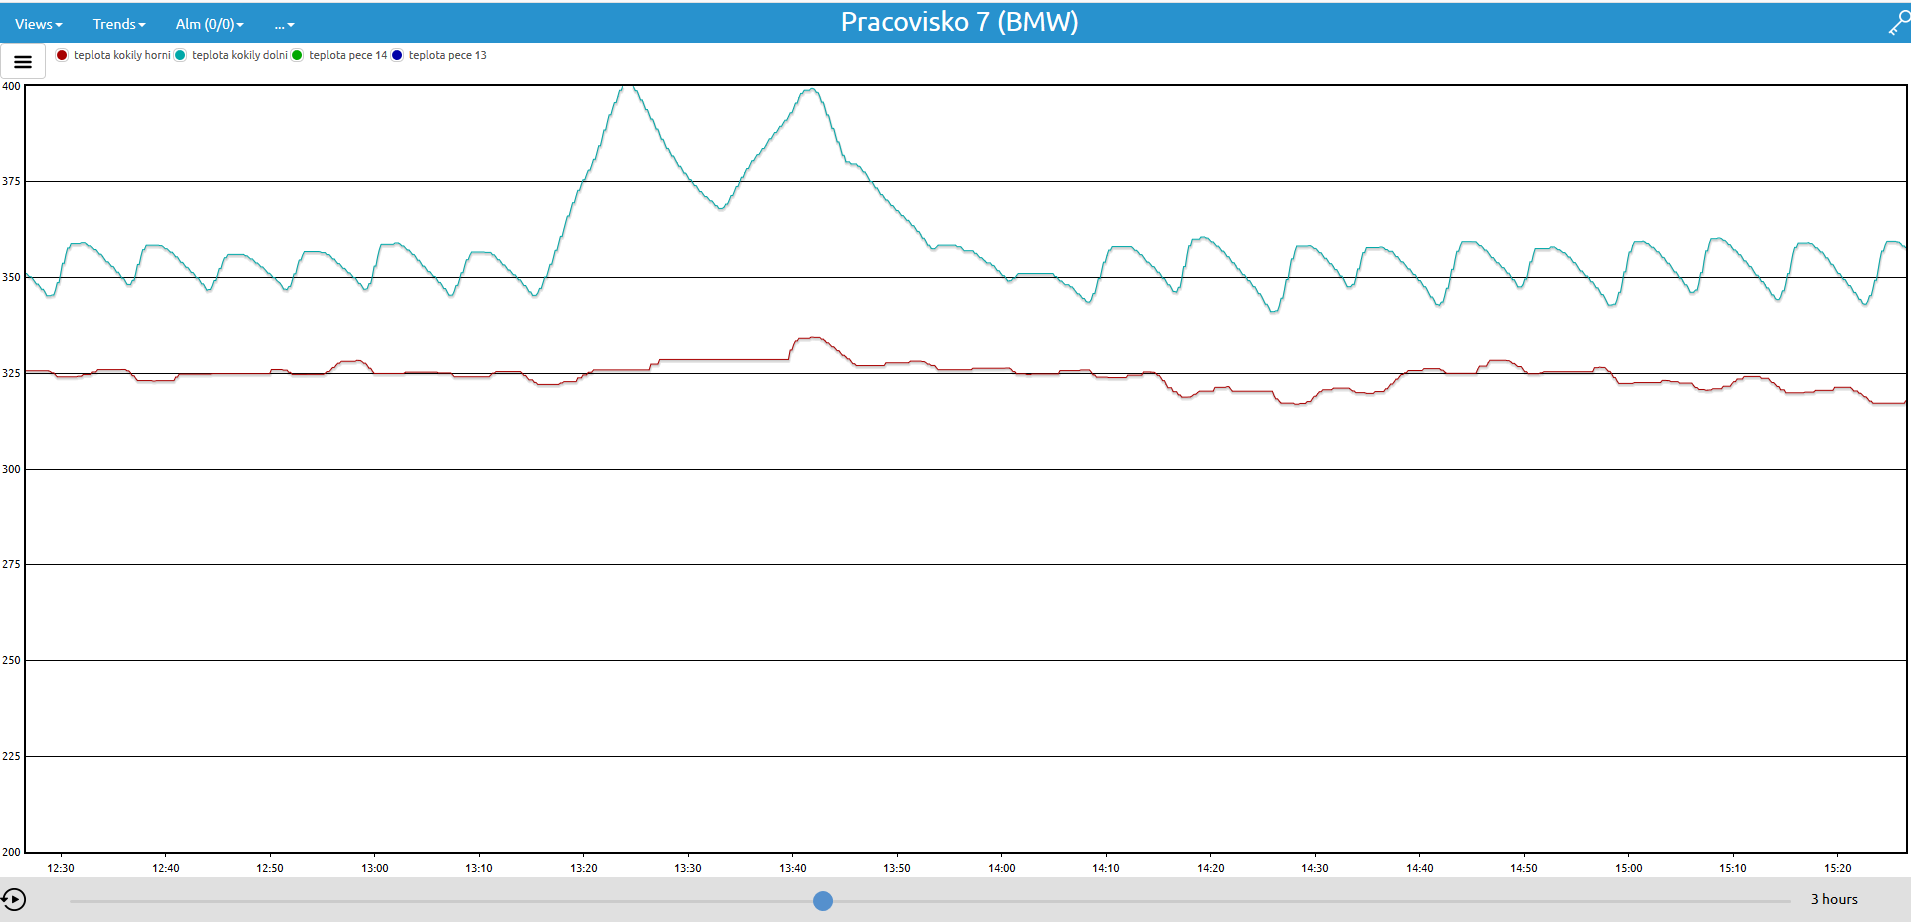 Views Trends Alm (0/0) ... Pracovisko 7 (BMW)
teplota kokily horni teplota kokily dolni teplota pece 14 teplota pece 13
400
375
350
325
300
275
250
225
200
12:30 12:40 12:50 13:00 13:10 13:20 13:30 13:40 13:50 14:00 14:10 14:20 14:30 14:40 14:50 15:00 15:10 15:20
3 hours